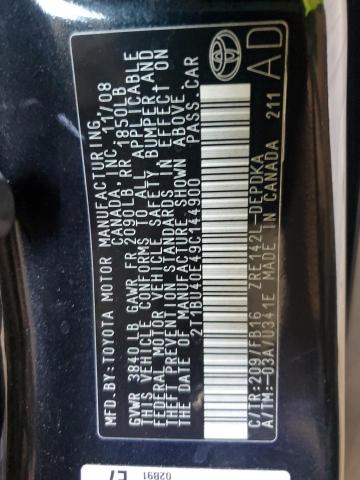 MFD.BY: TOYOTA MOTOR MANUFACTURING
CANADA, INC. 11/08
GVWR 3840 LB GAWR FR 2090LB RR 1850LB
THIS VEHICLE CONFORMS TO ALL APPLICABLE
FEDERAL MOTOR VEHICLE SAFETY BUMPER, AND
THEFT PREVENTION STANDARDS IN EFFECT ON
THE DATE OF MANUFACTURE SHOWN ABOVE.
2T1BU40E49C144900 PASS.CAR
C/TR:209/FB16 ZRE142L-DEPDKA
A/TM:-03A/U341E MADE IN CANADA 211
AD
E7
02B91